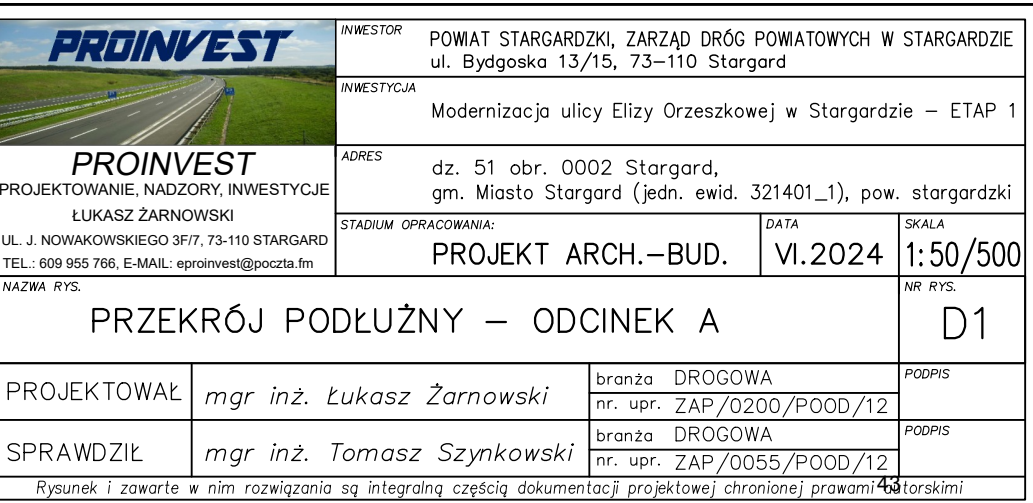 PROINVEST
PROINVEST
PROJEKTOWANIE, NADZORY, INWESTYCJE
ŁUKASZ ŻARNOWSKI
UL. J. NOWAKOWSKIEGO 3F/7, 73-110 STARGARD
TEL.: 609 955 766, E-MAIL: eproinvest@poczta.fm
INWESTOR
POWIAT STARGARDZKI, ZARZĄD DRÓG POWIATOWYCH W STARGARDZIE
ul. Bydgoska 13/15, 73–110 Stargard
INWESTYCJA
Modernizacja ulicy Elizy Orzeszkowej w Stargardzie – ETAP 1
ADRES
dz. 51 obr. 0002 Stargard,
gm. Miasto Stargard (jedn. ewid. 321401_1), pow. stargardzki
STADIUM OPRACOWANIA:
PROJEKT ARCH.–BUD.
DATA
VI.2024
SKALA
1:50/500
NAZWA RYS.
PRZEKRÓJ PODŁUŻNY – ODCINEK A
NR RYS.
D1
PROJEKTOWAŁ
mgr inż. Łukasz Żarnowski
branża DROGOWA
nr. upr. ZAP/0200/POOD/12
PODPIS
SPRAWDZIŁ
mgr inż. Tomasz Szynkowski
branża DROGOWA
nr. upr. ZAP/0055/POOD/12
PODPIS
Rysunek i zawarte w nim rozwiązania są integralną częścią dokumentacji projektowej chronionej prawami autorskimi
43